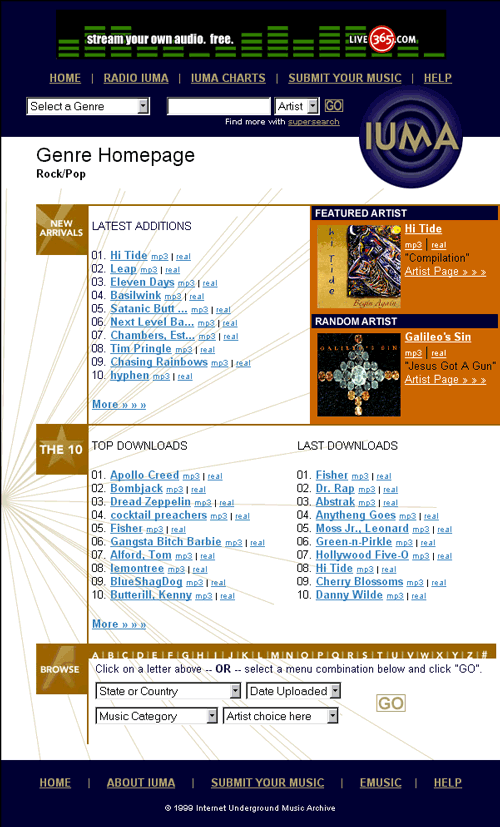 stream your own audio. free.
LIVE 365 .COM
HOME | RADIO IUMA | IUMA CHARTS | SUBMIT YOUR MUSIC | HELP
Select a Genre Artist GO
Find more with supersearch
IUMA
Genre Homepage
Rock/Pop
NEW ARRIVALS
LATEST ADDITIONS
01. Hi Tide mp3 | real
02. Leap mp3 | real
03. Eleven Days mp3 | real
04. Basilwink mp3 | real
05. Satanic Butt ... mp3 | real
06. Next Level Ba... mp3 | real
07. Chambers, Est... mp3 | real
08. Tim Pringle mp3 | real
09. Chasing Rainbows mp3 | real
10. hyphen mp3 | real
More » » »
FEATURED ARTIST
hi Tide
Begin Again
Hi Tide
mp3 | real
"Compilation"
Artist Page » » »
RANDOM ARTIST
GALILEO'S SIN
Galileo's Sin
mp3 | real
"Jesus Got A Gun"
Artist Page » » »
THE 10
TOP DOWNLOADS
01. Apollo Creed mp3 | real
02. Bombjack mp3 | real
03. Dread Zeppelin mp3 | real
04. cocktail preachers mp3 | real
05. Fisher mp3 | real
06. Gangsta Bitch Barbie mp3 | real
07. Alford, Tom mp3 | real
08. lemontree mp3 | real
09. BlueShagDog mp3 | real
10. Butterill, Kenny mp3 | real
More » » »
LAST DOWNLOADS
01. Fisher mp3 | real
02. Dr. Rap mp3 | real
03. Abstrak mp3 | real
04. Anytheng Goes mp3 | real
05. Moss Jr., Leonard mp3 | real
06. Green-n-Pirkle mp3 | real
07. Hollywood Five-O mp3 | real
08. Hi Tide mp3 | real
09. Cherry Blossoms mp3 | real
10. Danny Wilde mp3 | real
BROWSE
A | B | C | D | E | F | G | H | I | J | K | L | M | N | O | P | Q | R | S | T | U | V | W | X | Y | Z | #
Click on a letter above -- OR -- select a menu combination below and click "GO".
State or Country Date Uploaded
Music Category Artist choice here
GO
HOME | ABOUT IUMA | SUBMIT YOUR MUSIC | EMUSIC | HELP
© 1999 Internet Underground Music Archive